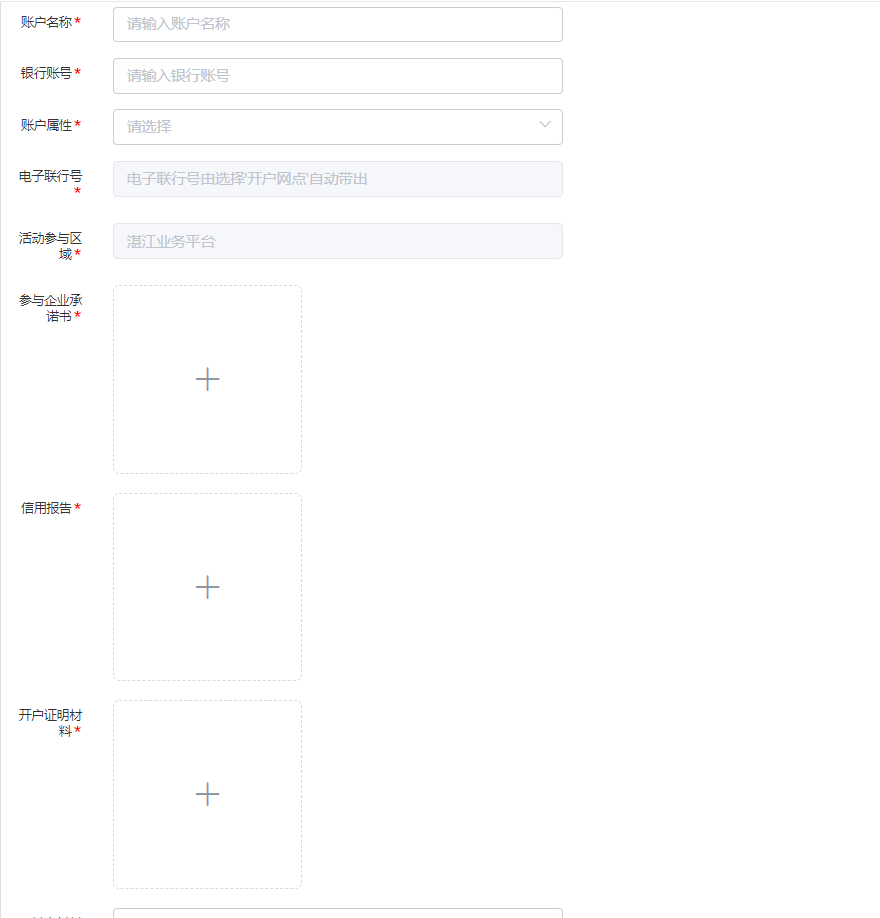 账户名称* 请输入账户名称
银行账号* 请输入银行账号
账户属性* 请选择
电子联行号
* 电子联行号由选择'开户网点'自动带出
活动参与区
域* 湛江业务平台
参与企业承
诺书*
信用报告*
开户证明材
料*